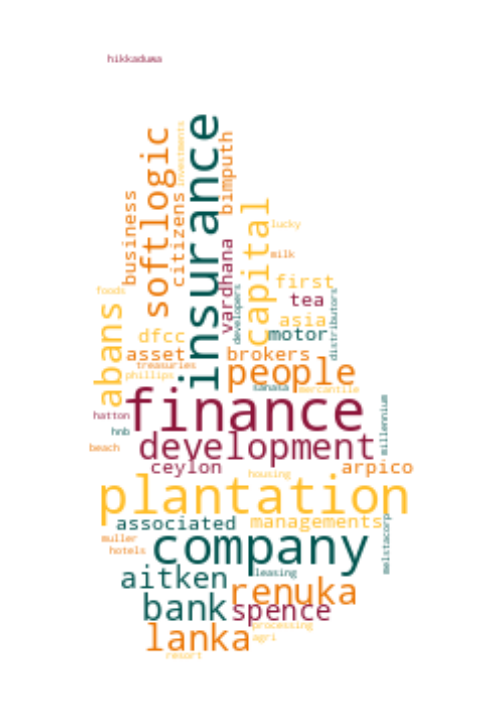 hikkaduwa
insurance
softlogic
investments
bimputh
business
citizens
capital
lucky
vardhana
milk
developers
first
foods
distributors
tea
abans
asia
dfcc
motor
asset
brokers
treasuries
people
phillips
sanasa
mercantile
finance
millennium
hatton
hnb
development
beach
ceylon
arpico
housing
plantation
associated
managements
melstacorp
muller
company
hotels
aitken
leasing
renuka
bank
spence
processing
lanka
agri
resort